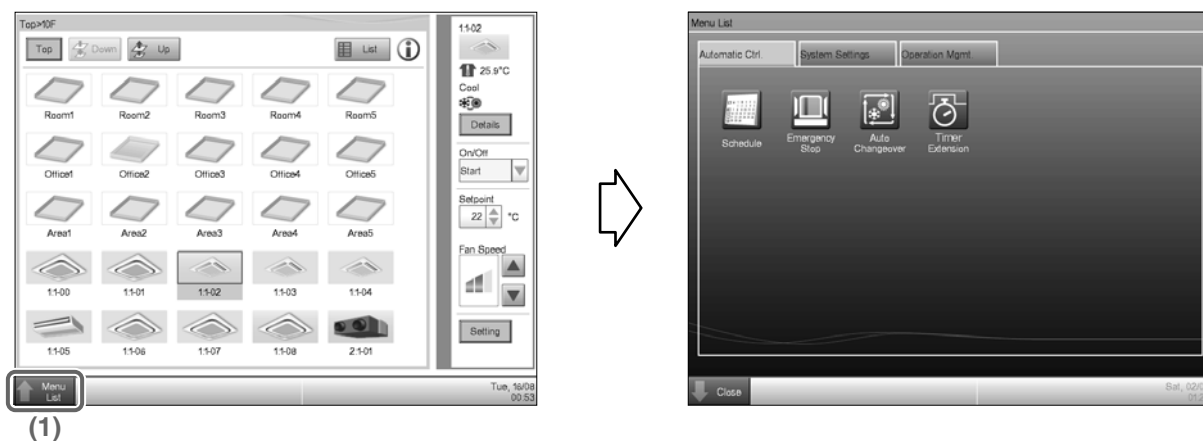 Top>10F
Top
Down
Up
List
Room1
Room2
Room3
Room4
Room5
Office1
Office2
Office3
Office4
Office5
Area1
Area2
Area3
Area4
Area5
1:1-00
1:1-01
1:1-02
1:1-03
1:1-04
1:1-05
1:1-06
1:1-07
1:1-08
2:1-01
1:1-02
25.9°C
Cool
Details
On/Off
Start
Setpoint
22 °C
Fan Speed
Setting
Menu
List
Tue, 16/08
00:53
(1)
Menu List
Automatic Ctrl.
System Settings
Operation Mgmt.
Schedule
Emergency
Stop
Auto
Changeover
Timer
Extension
Close
Sat,